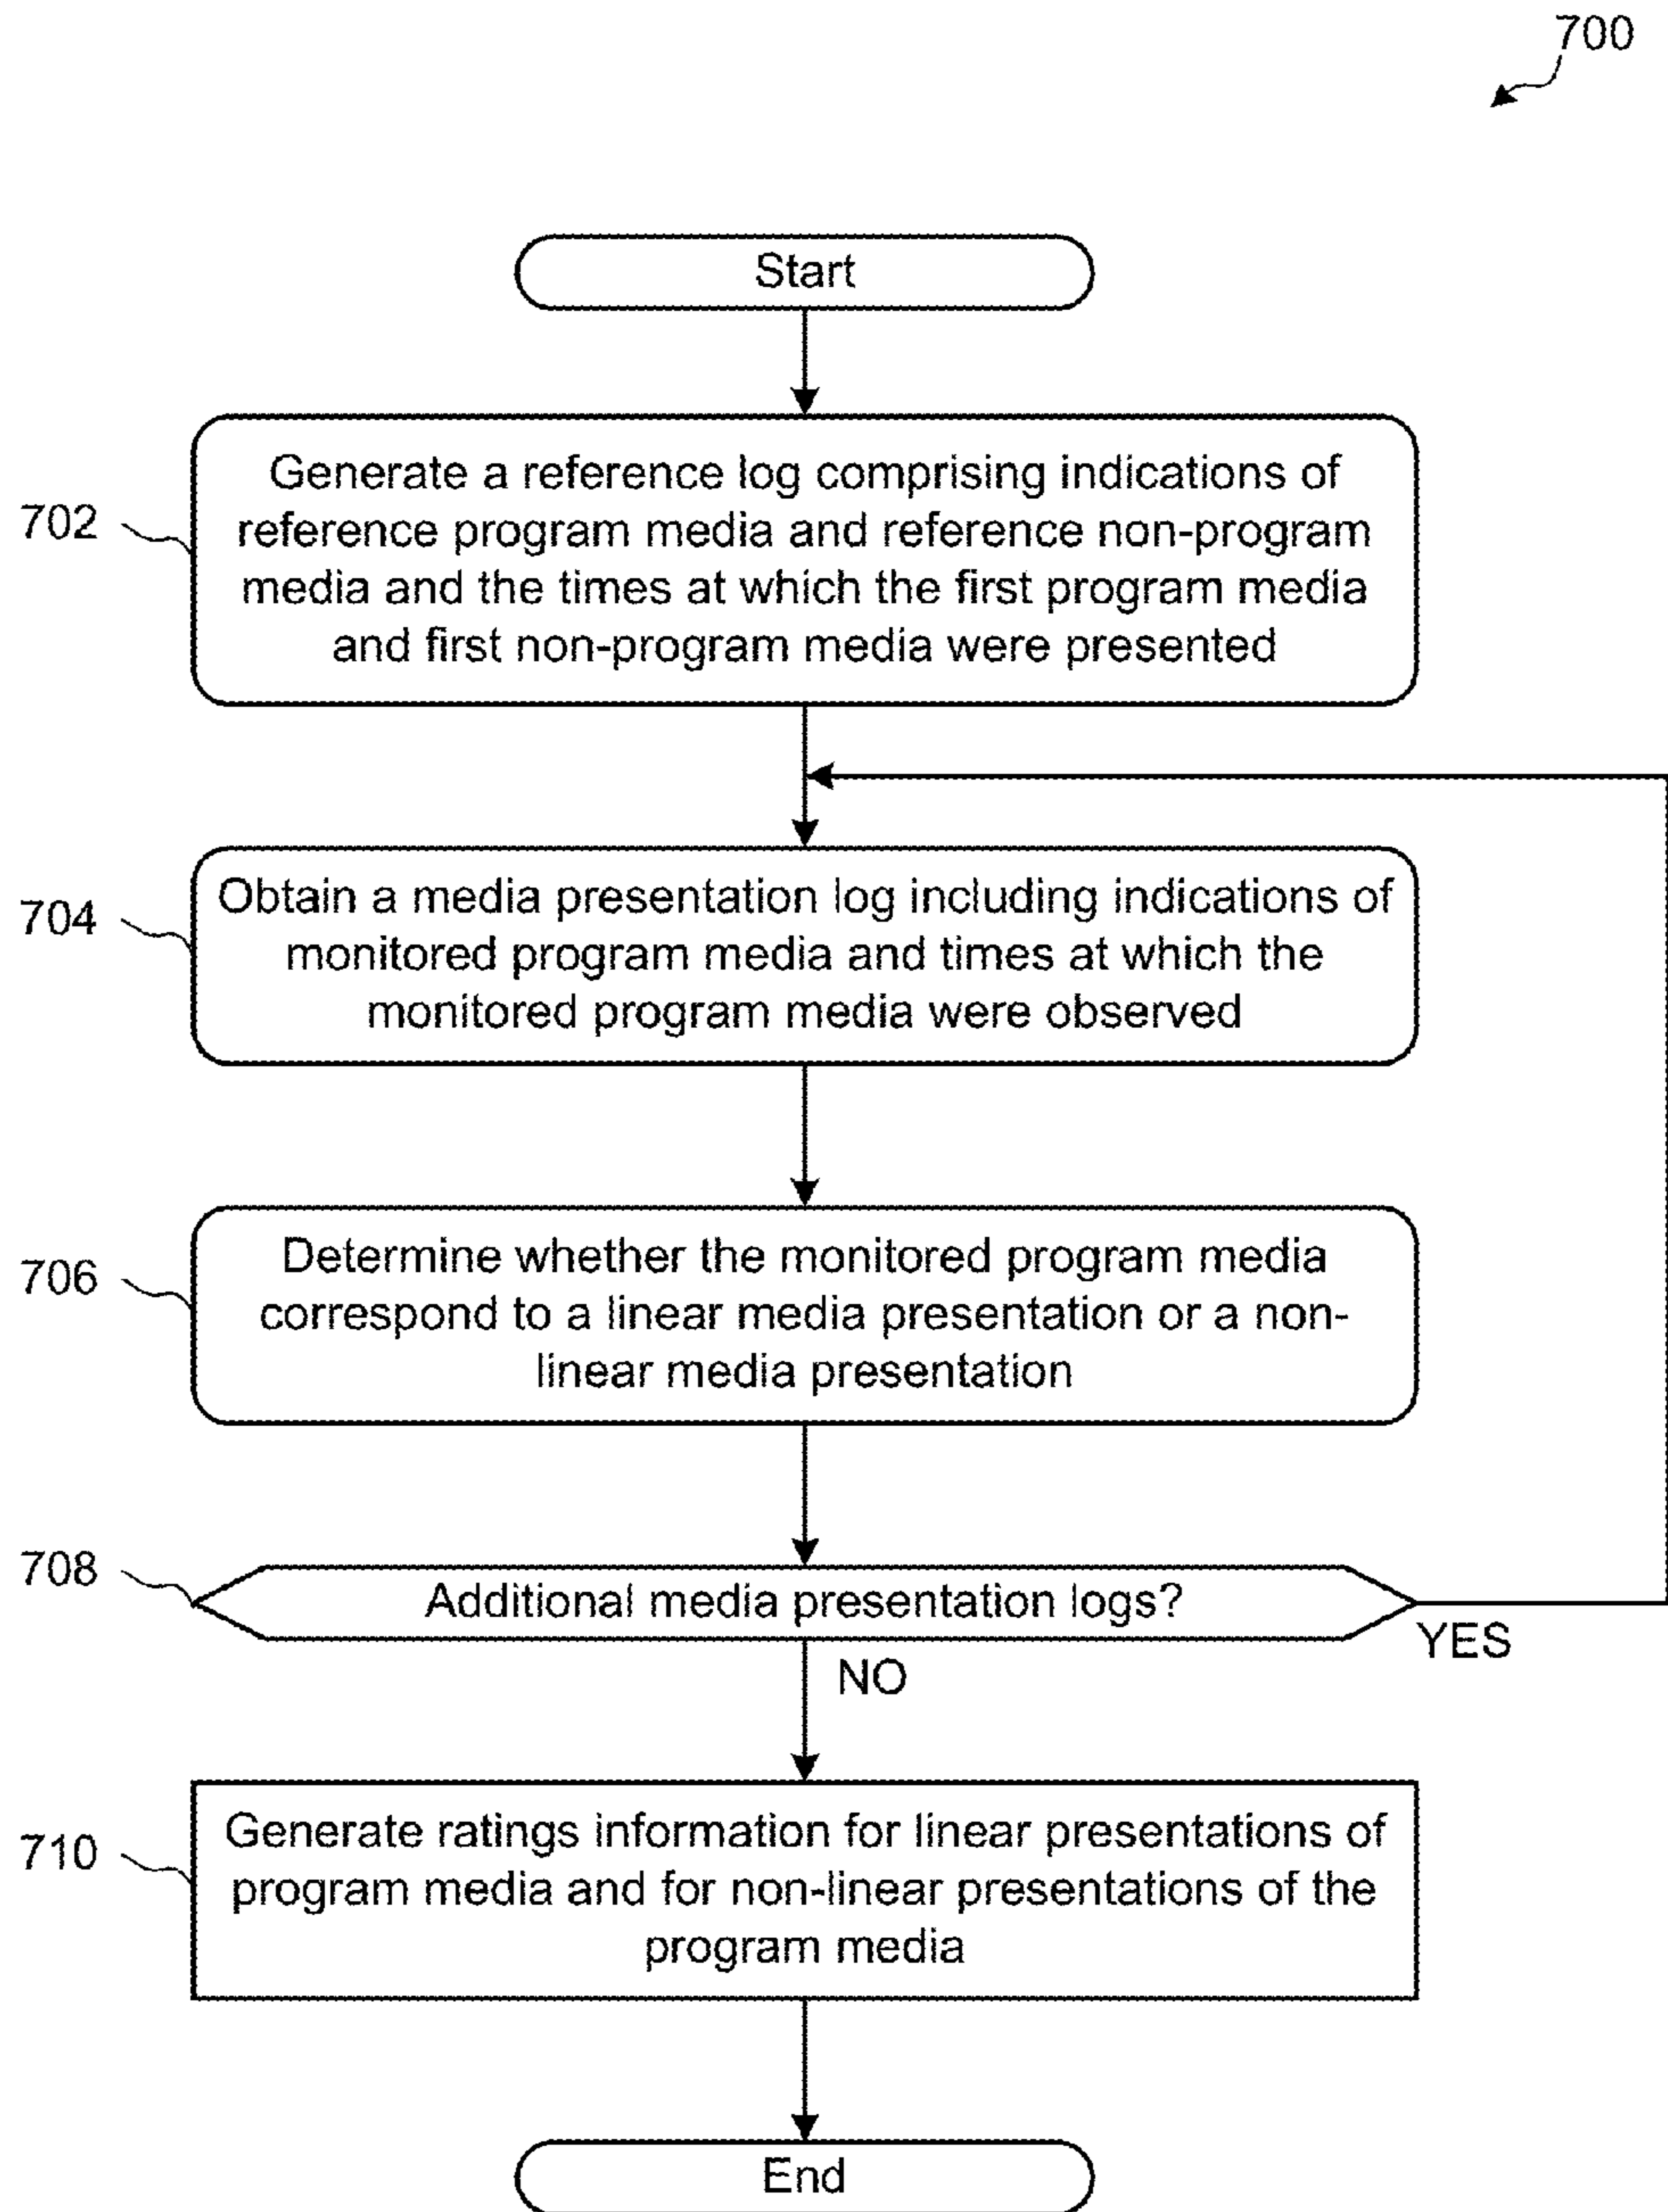 700
Start
702
Generate a reference log comprising indications of
reference program media and reference non-program
media and the times at which the first program media
and first non-program media were presented
704
Obtain a media presentation log including indications of
monitored program media and times at which the
monitored program media were observed
706
Determine whether the monitored program media
correspond to a linear media presentation or a non-
linear media presentation
708
Additional media presentation logs?
YES
NO
710
Generate ratings information for linear presentations of
program media and for non-linear presentations of the
program media
End